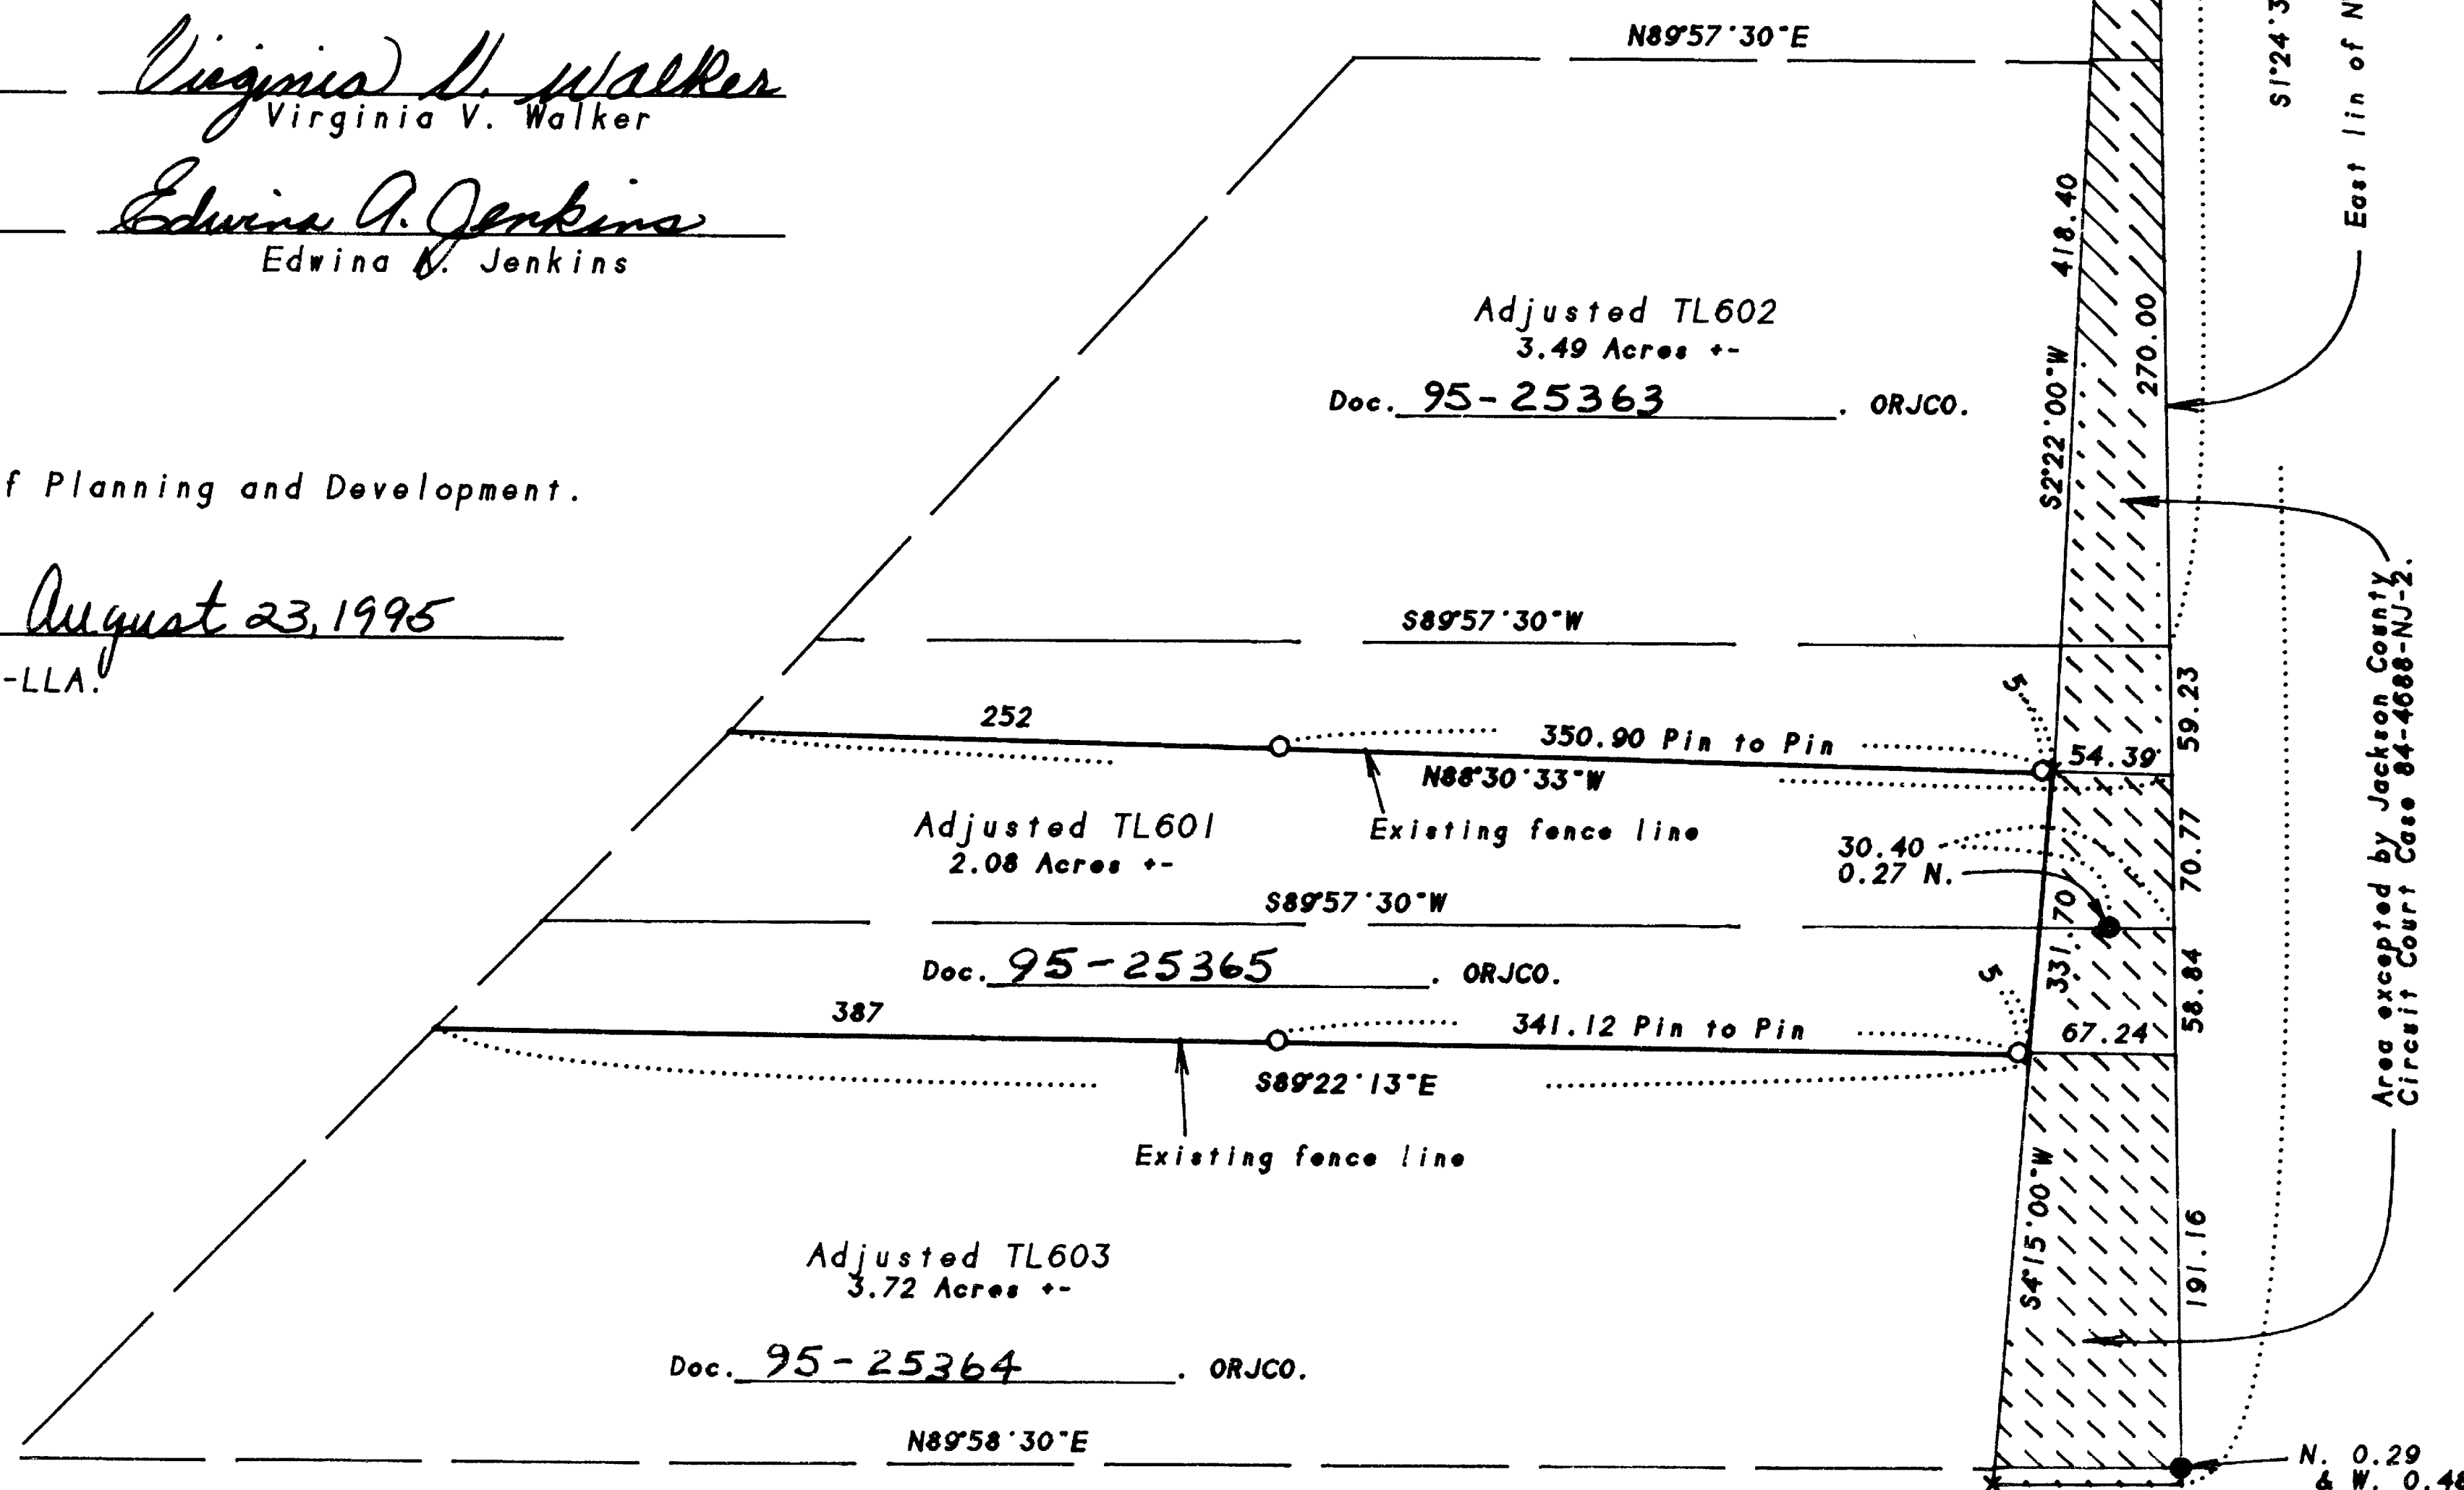 Virginia V. Walker
Virginia V. Walker
Edwina A. Jenkins
Edwina A. Jenkins
f Planning and Development.
August 23, 1995
-LLA.
N89°57'30"E
S1°24'3
East lin of N
418.40
S2°22'00"W
270.00
Adjusted TL602
3.49 Acres +-
Doc. 95-25363. ORJCO.
S89°57'30"W
59.23
5
252
350.90 Pin to Pin
54.39
N88°30'33"W
Existing fence line
Adjusted TL601
2.08 Acres +-
30.40
0.27 N.
70.77
S89°57'30"W
331.70
Doc. 95-25365. ORJCO.
58.84
5
387
341.12 Pin to Pin
67.24
S89°22'13"E
Existing fence line
Area excepted by Jackson County
Circuit Court Case 84-4688-NJ-2.
S4°15'00"W
191.16
Adjusted TL603
3.72 Acres +-
Doc. 95-25364. ORJCO.
N89°58'30"E
N. 0.29
& W. 0.48